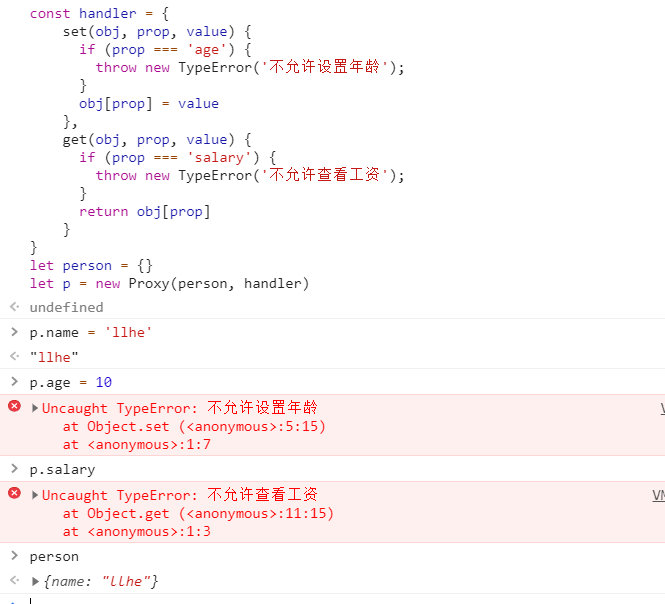 const handler = {
    set(obj, prop, value) {
      if (prop === 'age') {
        throw new TypeError('不允许设置年龄');
      }
      obj[prop] = value
    },
    get(obj, prop, value) {
      if (prop === 'salary') {
        throw new TypeError('不允许查看工资');
      }
      return obj[prop]
    }
}
let person = {}
let p = new Proxy(person, handler)
undefined
p.name = 'llhe'
"llhe"
p.age = 10
Uncaught TypeError: 不允许设置年龄
    at Object.set (<anonymous>:5:15)
    at <anonymous>:1:7
p.salary
Uncaught TypeError: 不允许查看工资 VM
    at Object.get (<anonymous>:11:15)
    at <anonymous>:1:3
person
{name: "llhe"}